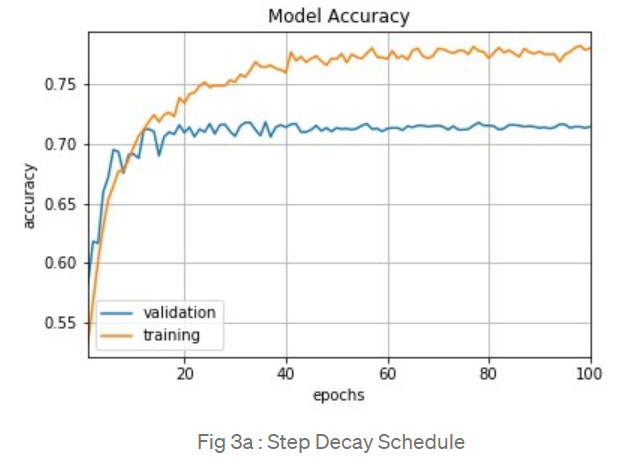 Model Accuracy
accuracy
0.75
0.70
0.65
0.60
0.55
validation
training
20 40 60 80 100
epochs
Fig 3a : Step Decay Schedule